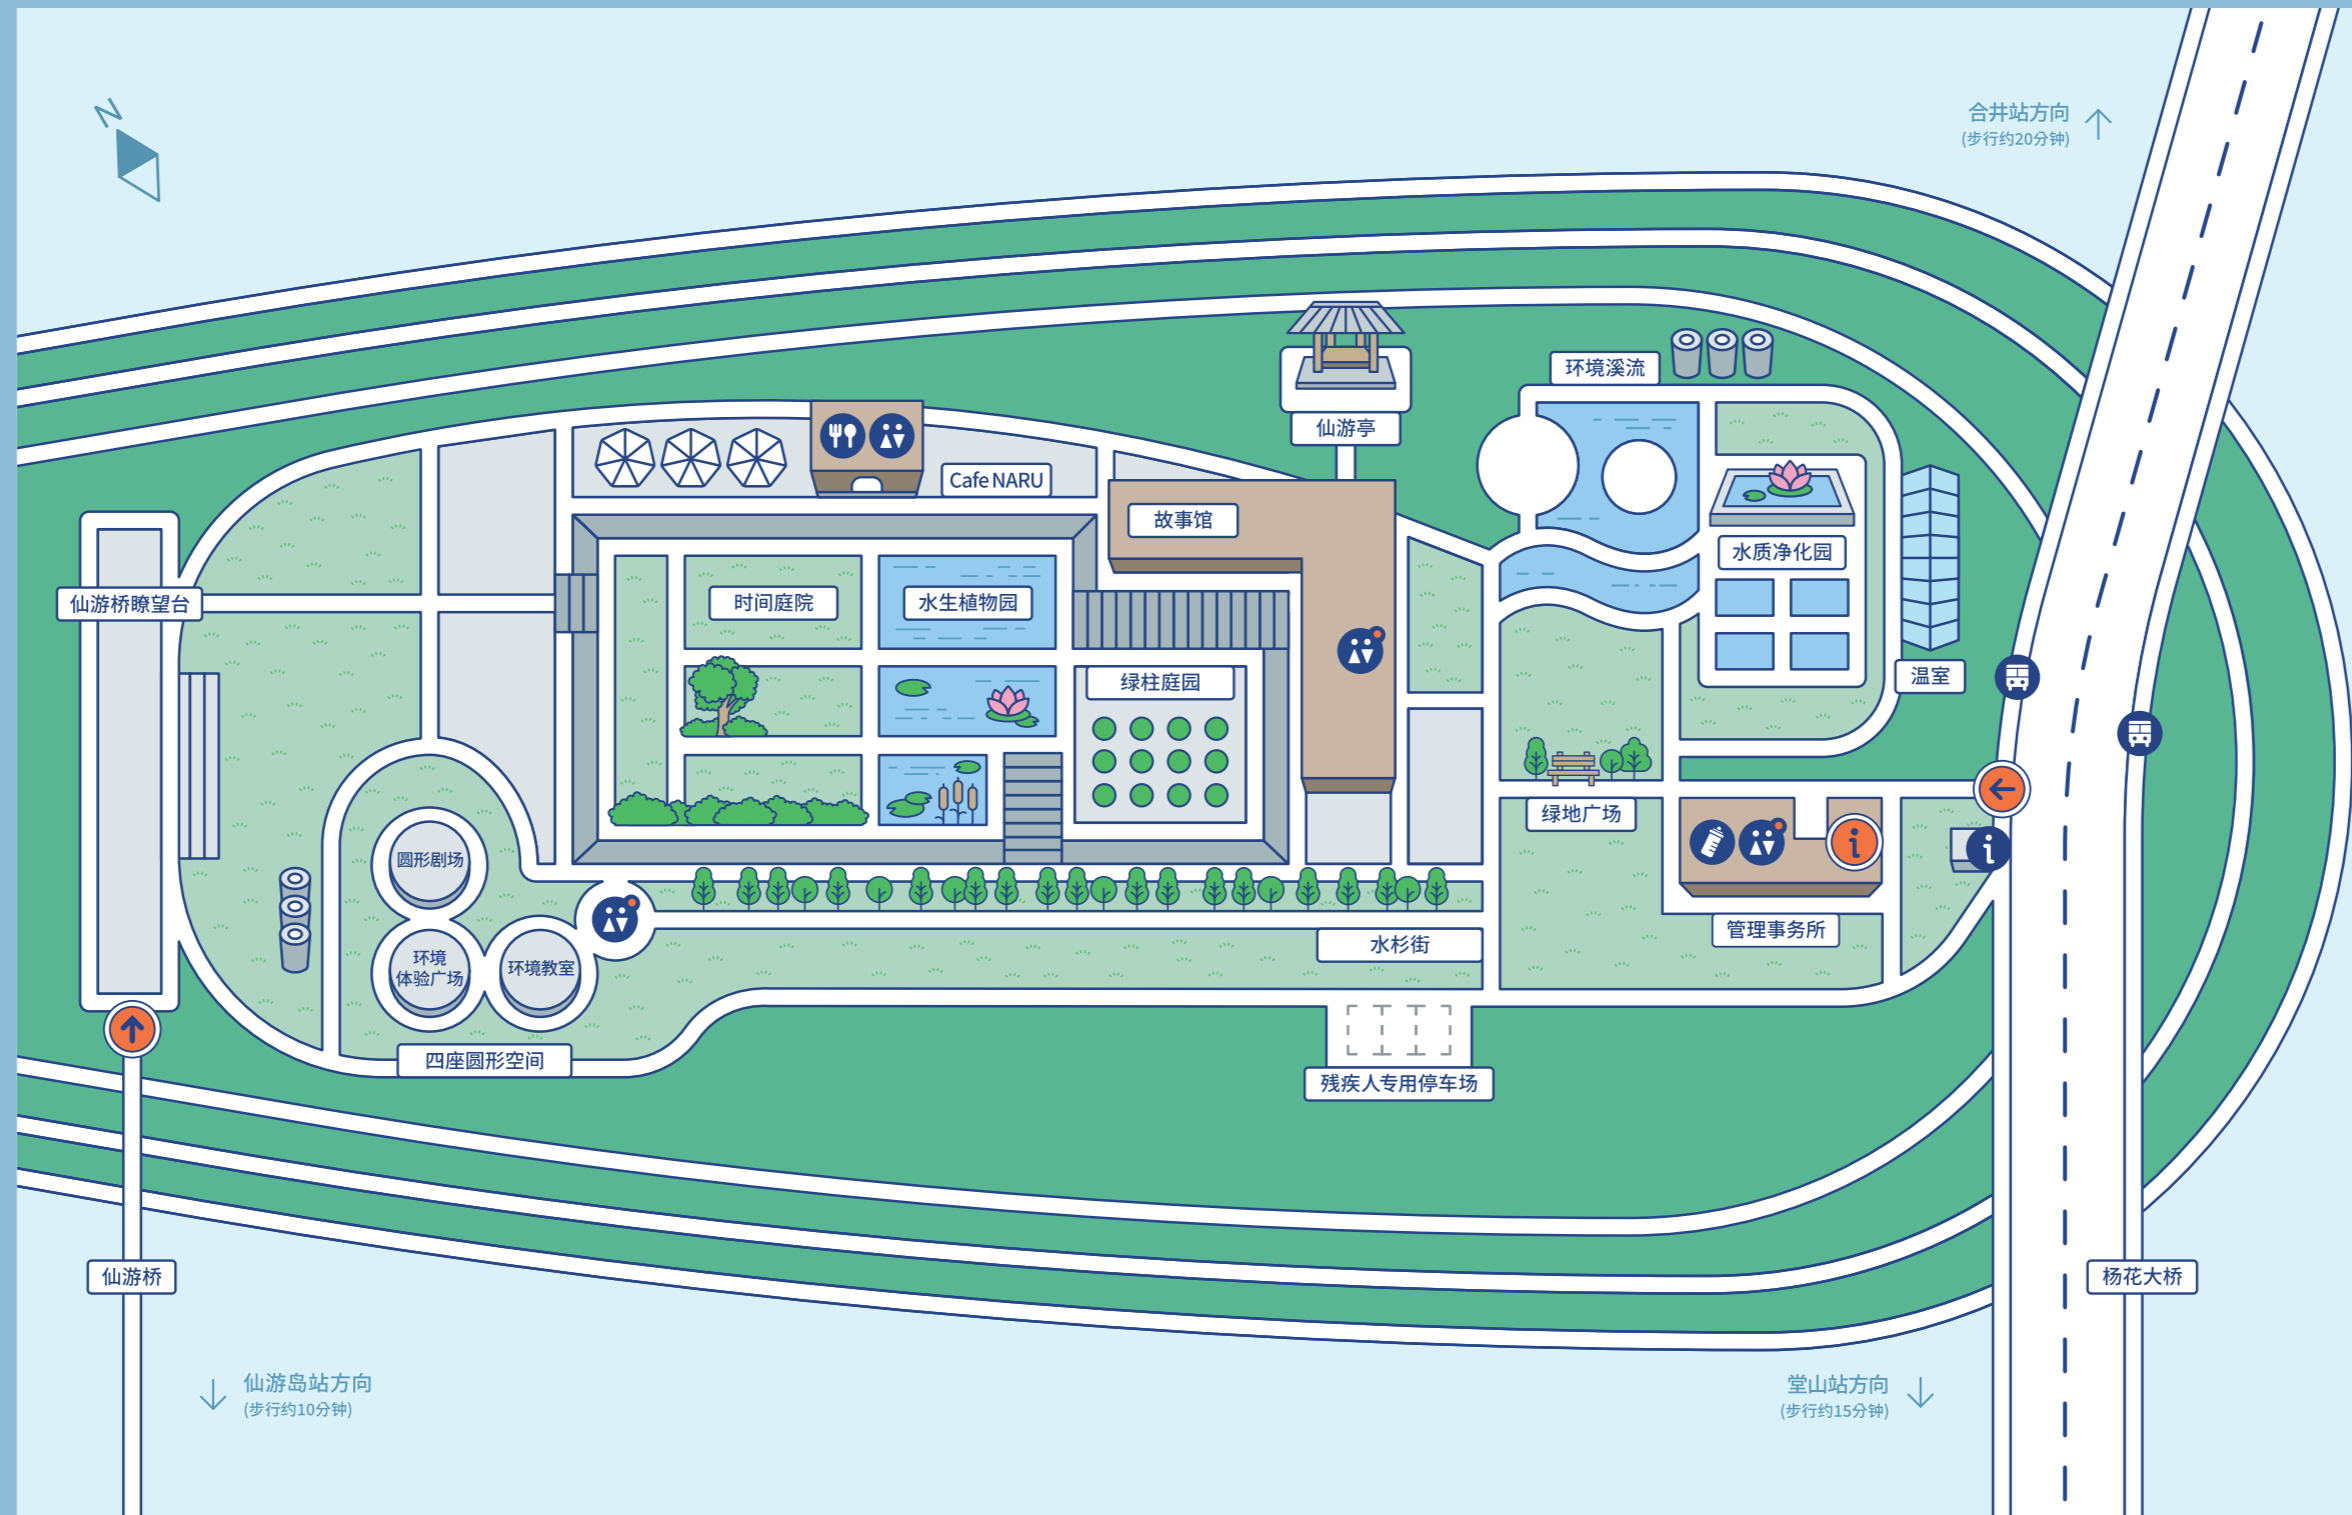 N
合井站方向
(步行约20分钟)
环境溪流
仙游亭
Cafe NARU
故事馆
水质净化园
仙游桥瞭望台
时间庭院
水生植物园
绿柱庭园
温室
绿地广场
圆形剧场
管理事务所
水杉街
环境
体验广场
环境教室
四座圆形空间
残疾人专用停车场
仙游桥
杨花大桥
仙游岛站方向
(步行约10分钟)
堂山站方向
(步行约15分钟)